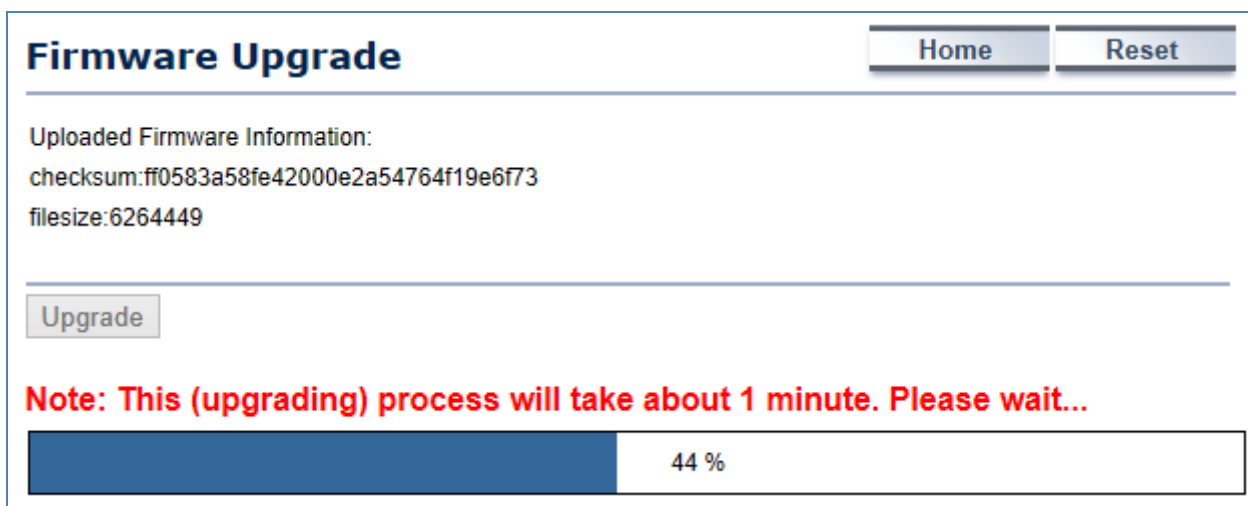 Firmware Upgrade
Home
Reset
Uploaded Firmware Information:
checksum:ff0583a58fe42000e2a54764f19e6f73
filesize:6264449
Upgrade
Note: This (upgrading) process will take about 1 minute. Please wait...
44 %